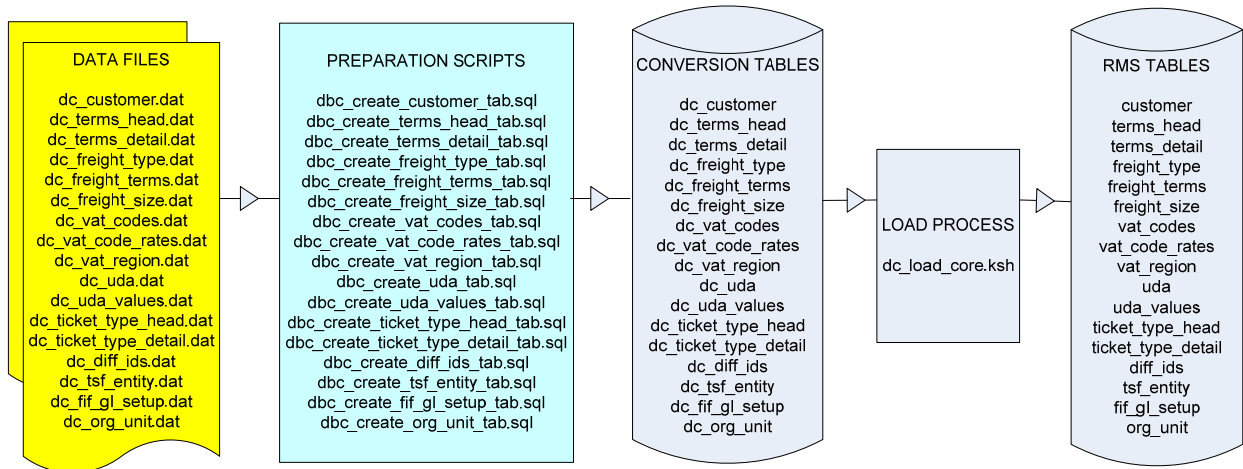 DATA FILES
dc_customer.dat
dc_terms_head.dat
dc_terms_detail.dat
dc_freight_type.dat
dc_freight_terms.dat
dc_freight_size.dat
dc_vat_codes.dat
dc_vat_code_rates.dat
dc_vat_region.dat
dc_uda.dat
dc_uda_values.dat
dc_ticket_type_head.dat
dc_ticket_type_detail.dat
dc_diff_ids.dat
dc_tsf_entity.dat
dc_fif_gl_setup.dat
dc_org_unit.dat
PREPARATION SCRIPTS
dbc_create_customer_tab.sql
dbc_create_terms_head_tab.sql
dbc_create_terms_detail_tab.sql
dbc_create_freight_type_tab.sql
dbc_create_freight_terms_tab.sql
dbc_create_freight_size_tab.sql
dbc_create_vat_codes_tab.sql
dbc_create_vat_code_rates_tab.sql
dbc_create_vat_region_tab.sql
dbc_create_uda_tab.sql
dbc_create_uda_values_tab.sql
dbc_create_ticket_type_head_tab.sql
dbc_create_ticket_type_detail_tab.sql
dbc_create_diff_ids_tab.sql
dbc_create_tsf_entity_tab.sql
dbc_create_fif_gl_setup_tab.sql
dbc_create_org_unit_tab.sql
CONVERSION TABLES
dc_customer
dc_terms_head
dc_terms_detail
dc_freight_type
dc_freight_terms
dc_freight_size
dc_vat_codes
dc_vat_code_rates
dc_vat_region
dc_uda
dc_uda_values
dc_ticket_type_head
dc_ticket_type_detail
dc_diff_ids
dc_tsf_entity
dc_fif_gl_setup
dc_org_unit
LOAD PROCESS
dc_load_core.ksh
RMS TABLES
customer
terms_head
terms_detail
freight_type
freight_terms
freight_size
vat_codes
vat_code_rates
vat_region
uda
uda_values
ticket_type_head
ticket_type_detail
diff_ids
tsf_entity
fif_gl_setup
org_unit